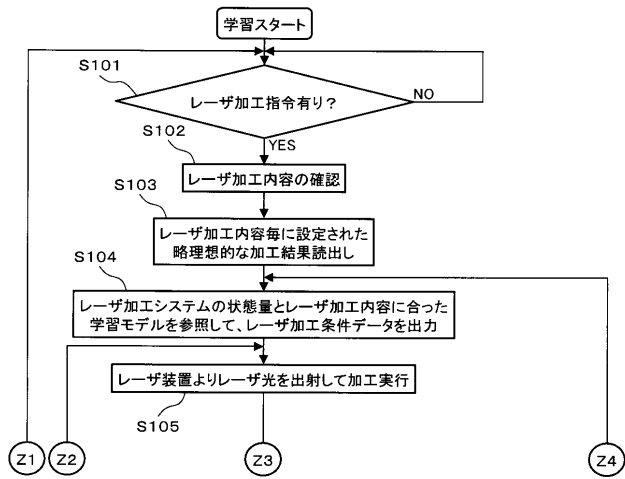 学習スタート
S101
レーザ加工指令有り？
NO
YES
S102
レーザ加工内容の確認
S103
レーザ加工内容毎に設定された
略理想的な加工結果読出し
S104
レーザ加工システムの状態量とレーザ加工内容に合った
学習モデルを参照して、レーザ加工条件データを出力
レーザ装置よりレーザ光を出射して加工実行
S105
Z1
Z2
Z3
Z4